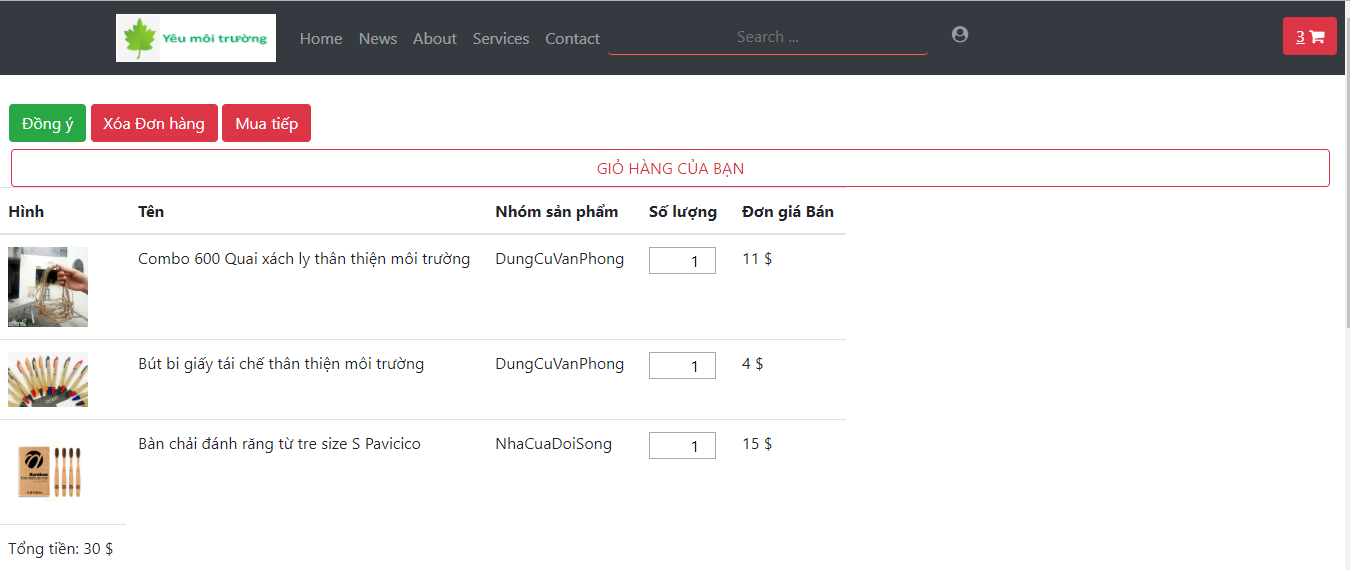 Yêu môi trường Home News About Services Contact Search ... 3
Đồng ý Xóa Đơn hàng Mua tiếp
GIỎ HÀNG CỦA BẠN
Hình Tên Nhóm sản phẩm Số lượng Đơn giá Bán
Combo 600 Quai xách ly thân thiện môi trường DungCuVanPhong 1 11 $
Bút bi giấy tái chế thân thiện môi trường DungCuVanPhong 1 4 $
Bàn chải đánh răng từ tre size S Pavicico NhaCuaDoiSong 1 15 $
Tổng tiền: 30 $